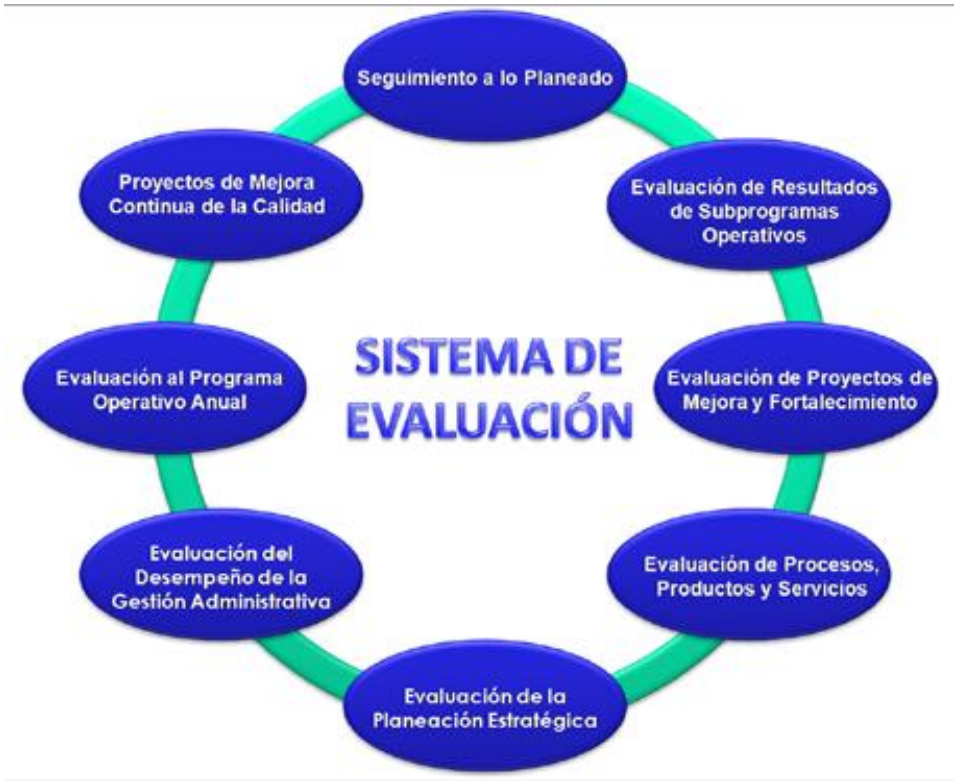 Seguimiento a lo Planeado
Evaluación de Resultados
de Subprogramas
Operativos
Evaluación de Proyectos de
Mejora y Fortalecimiento
Evaluación de Procesos,
Productos y Servicios
Evaluación de la
Planeación Estratégica
Evaluación del
Desempeño de la
Gestión Administrativa
Evaluación al Programa
Operativo Anual
Proyectos de Mejora
Continua de la Calidad
SISTEMA DE
EVALUACIÓN